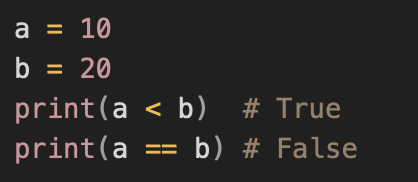 a = 10
b = 20
print(a < b)  # True
print(a == b) # False